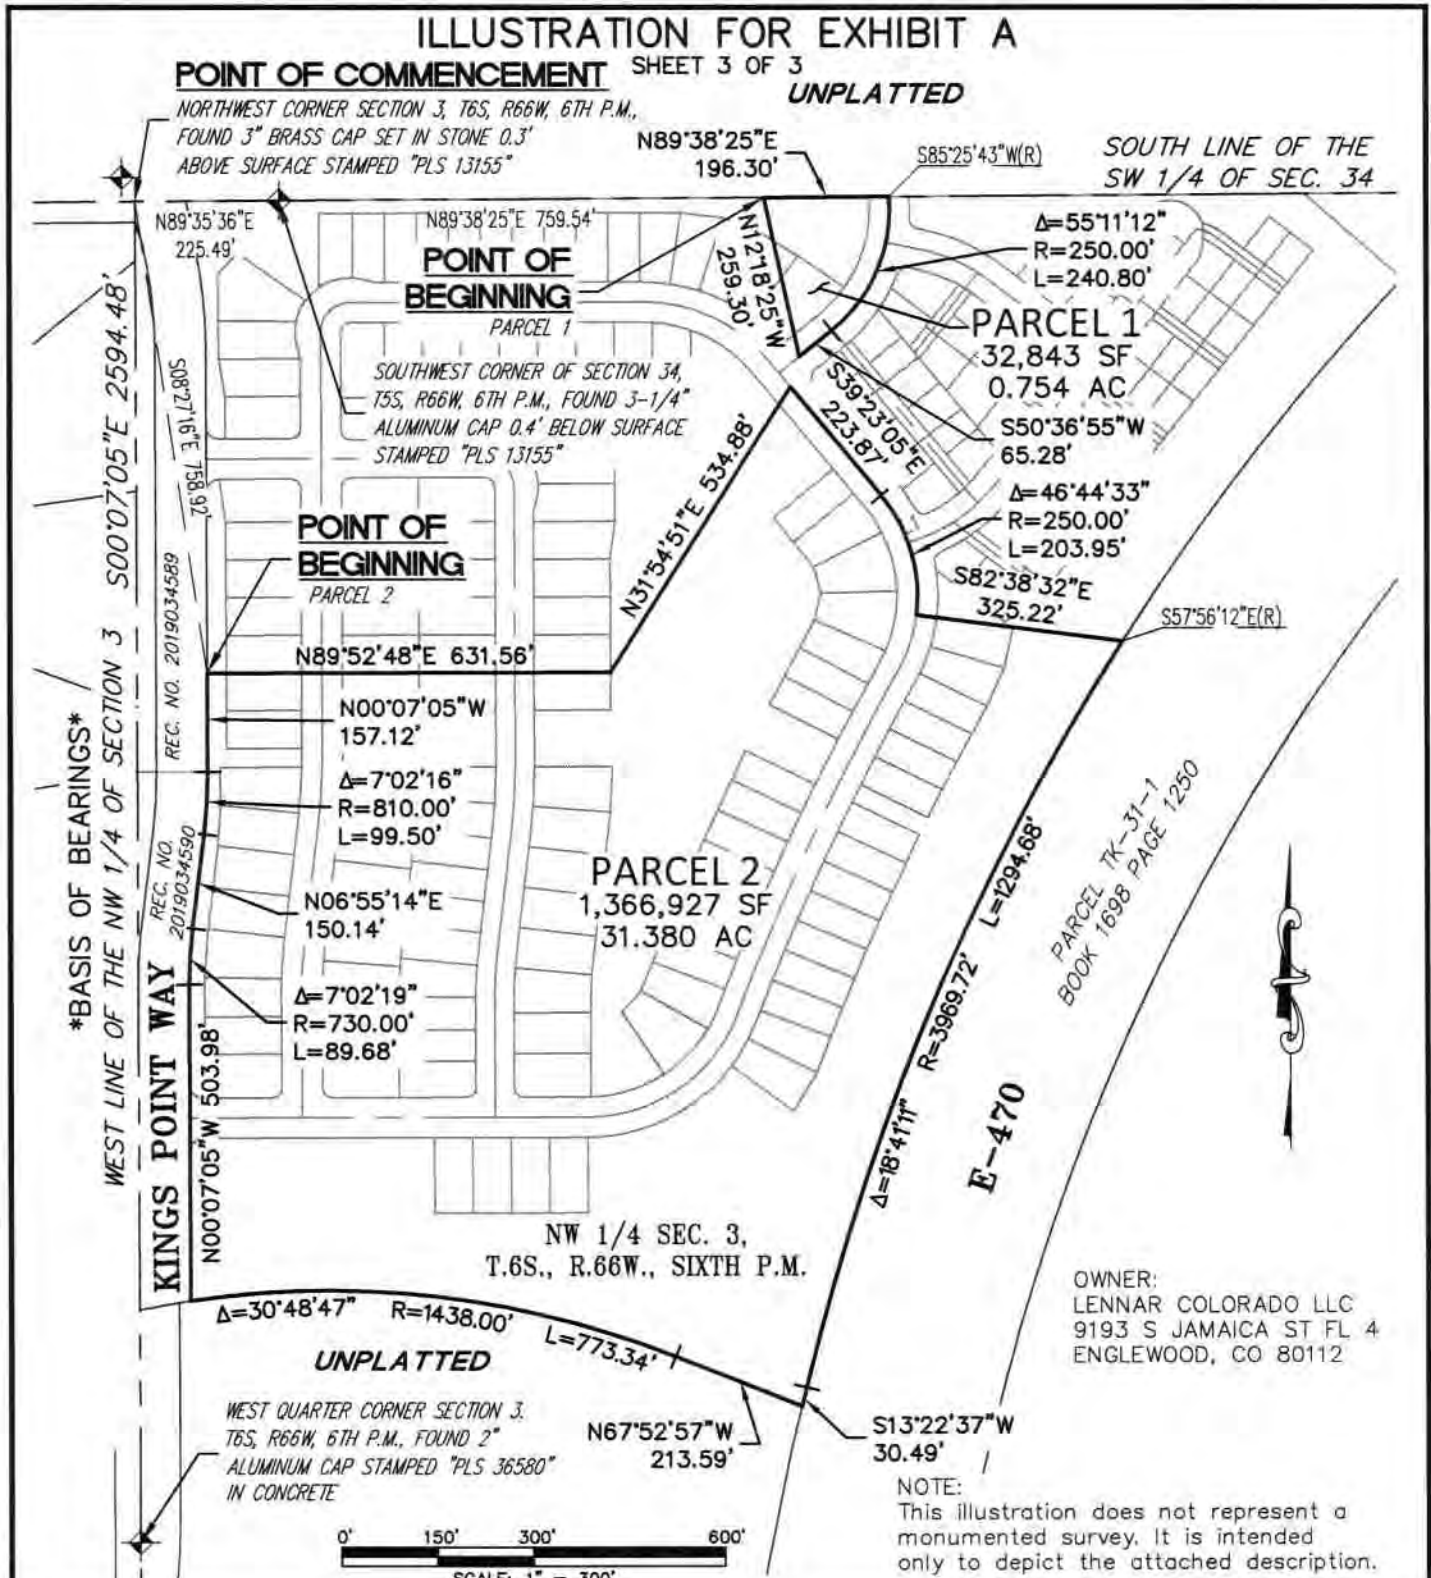 ILLUSTRATION FOR EXHIBIT A
SHEET 3 OF 3
POINT OF COMMENCEMENT
NORTHWEST CORNER SECTION 3, T6S, R66W, 6TH P.M.,
FOUND 3" BRASS CAP SET IN STONE 0.3'
ABOVE SURFACE STAMPED "PLS 13155"
UNPLATTED
N89°38'25"E
196.30'
S85°25'43"W(R)
SOUTH LINE OF THE
SW 1/4 OF SEC. 34
N89°35'36"E
225.49'
N89°38'25"E 759.54'
POINT OF
BEGINNING
PARCEL 1
N12°18'25"W
259.30'
Δ=55°11'12"
R=250.00'
L=240.80'
PARCEL 1
32,843 SF
0.754 AC
SOUTHWEST CORNER OF SECTION 34,
T5S, R66W, 6TH P.M., FOUND 3-1/4"
ALUMINUM CAP 0.4' BELOW SURFACE
STAMPED "PLS 13155"
S39°23'05"E
223.87'
S50°36'55"W
65.28'
Δ=46°44'33"
R=250.00'
L=203.95'
S82°38'32"E
325.22'
S57°56'12"E(R)
N31°54'51"E 534.88'
*BASIS OF BEARINGS*
WEST LINE OF THE NW 1/4 OF SECTION 3 S00°07'05"E 2594.48'
S08°27'16"E 758.92'
REC. NO. 2019034589
POINT OF
BEGINNING
PARCEL 2
N89°52'48"E 631.56'
N00°07'05"W
157.12'
Δ=7°02'16"
R=810.00'
L=99.50'
REC. NO.
2019034590
N06°55'14"E
150.14'
Δ=7°02'19"
R=730.00'
L=89.68'
PARCEL 2
1,366,927 SF
31.380 AC
KINGS POINT WAY
N00°07'05"W 503.98'
Δ=18°41'11" R=3969.72' L=1294.68'
PARCEL TK-31-1
BOOK 1698 PAGE 1250
E-470
NW 1/4 SEC. 3,
T.6S., R.66W., SIXTH P.M.
Δ=30°48'47" R=1438.00' L=773.34'
UNPLATTED
OWNER:
LENNAR COLORADO LLC
9193 S JAMAICA ST FL 4
ENGLEWOOD, CO 80112
WEST QUARTER CORNER SECTION 3,
T6S, R66W, 6TH P.M., FOUND 2"
ALUMINUM CAP STAMPED "PLS 36580"
IN CONCRETE
N67°52'57"W
213.59'
S13°22'37"W
30.49'
NOTE:
This illustration does not represent a
monumented survey. It is intended
only to depict the attached description.
0' 150' 300' 600'
SCALE: 1" = 300'